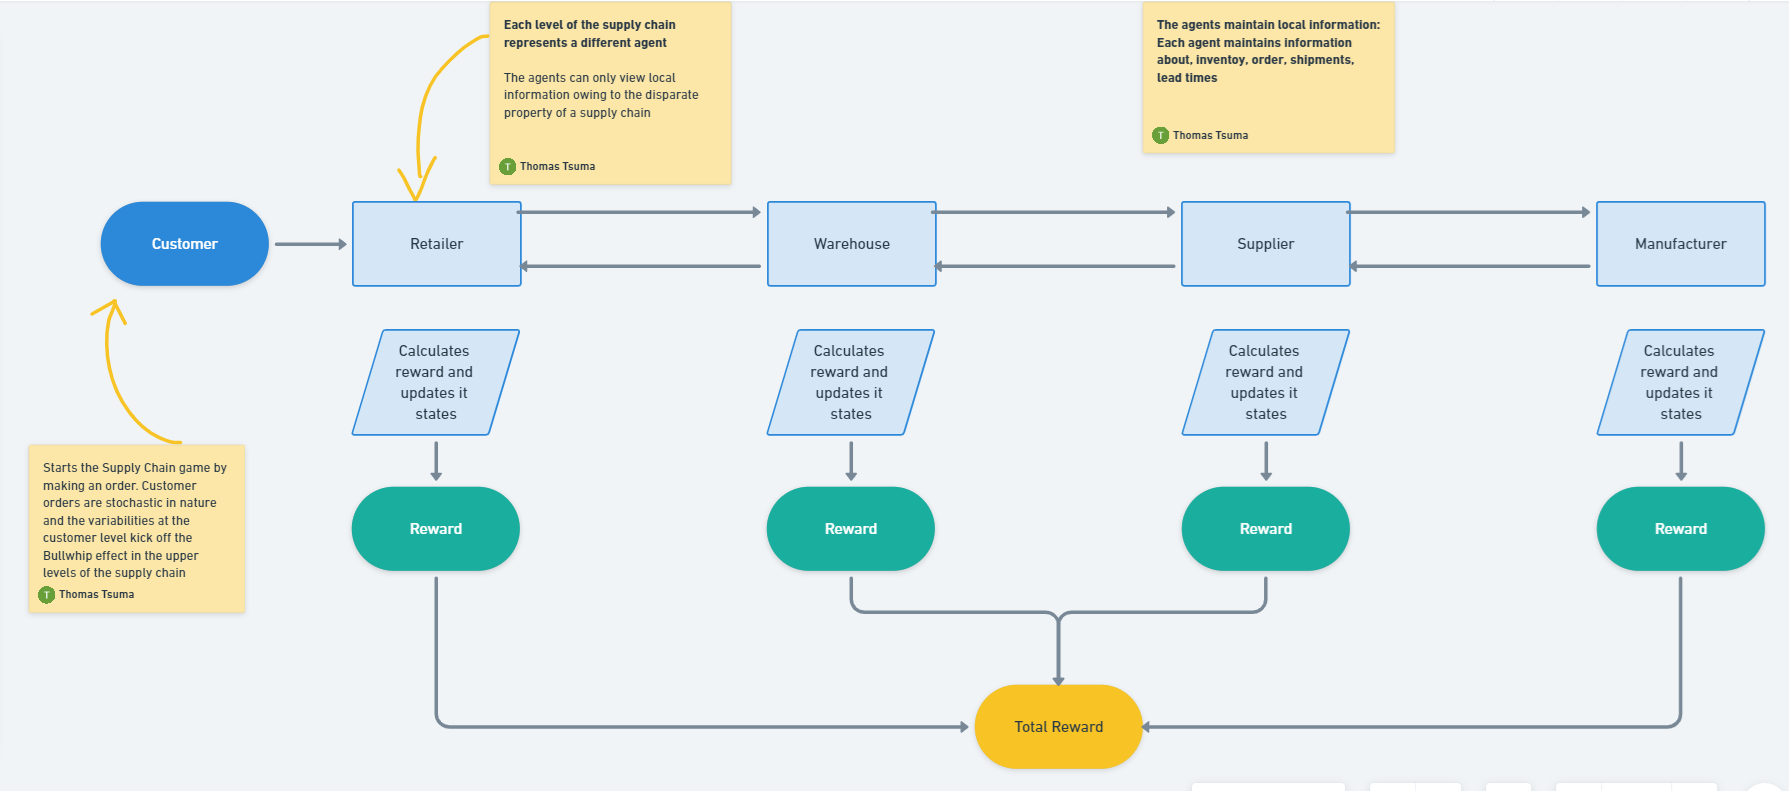 Each level of the supply chain
represents a different agent
The agents can only view local
information owing to the disparate
property of a supply chain
T Thomas Tsuma
The agents maintain local information:
Each agent maintains information
about, inventoy, order, shipments,
lead times
T Thomas Tsuma
Customer
Retailer
Warehouse
Supplier
Manufacturer
Calculates
reward and
updates it
states
Calculates
reward and
updates it
states
Calculates
reward and
updates it
states
Calculates
reward and
updates it
states
Starts the Supply Chain game by
making an order. Customer
orders are stochastic in nature
and the variabilities at the
customer level kick off the
Bullwhip effect in the upper
levels of the supply chain
T Thomas Tsuma
Reward
Reward
Reward
Reward
Total Reward